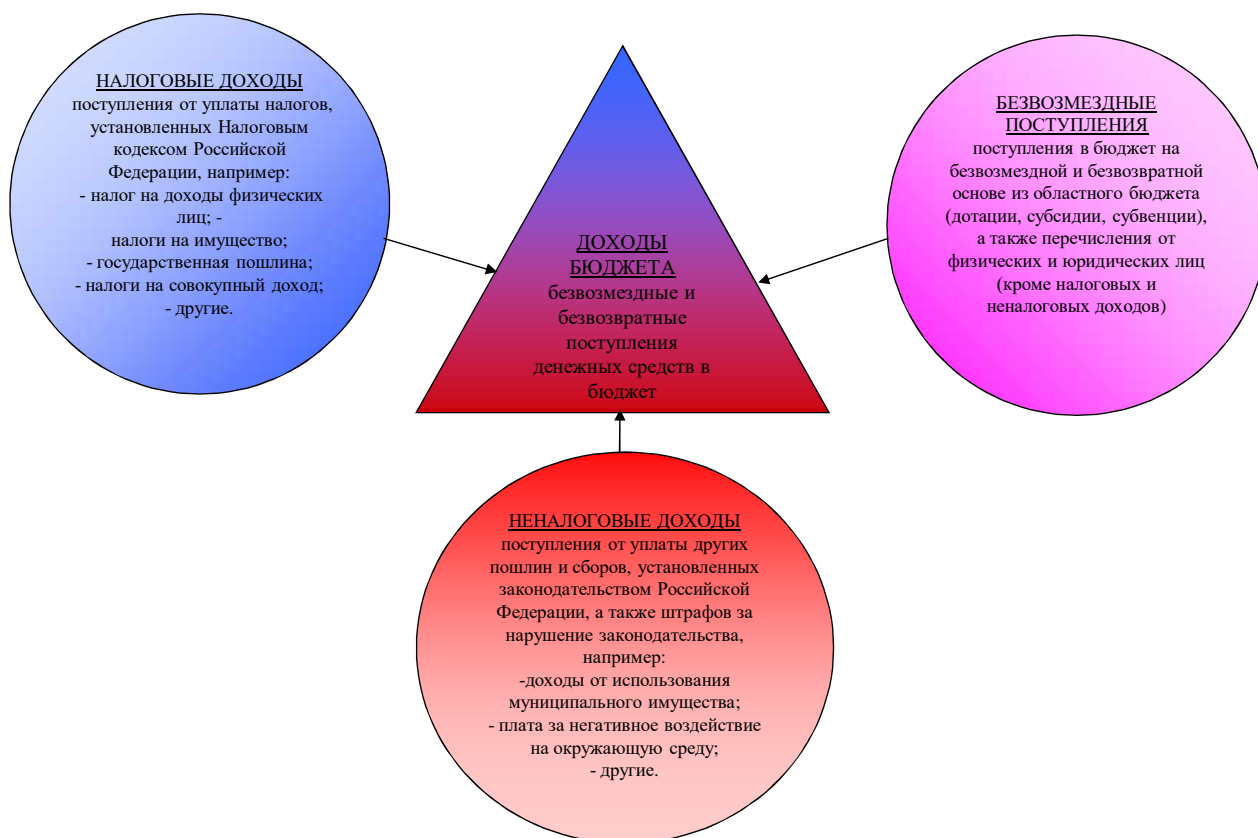 НАЛОГОВЫЕ ДОХОДЫ
поступления от уплаты налогов,
установленных Налоговым
кодексом Российской
Федерации, например:
- налог на доходы физических
лиц; -
налоги на имущество;
- государственная пошлина;
- налоги на совокупный доход;
- другие.
ДОХОДЫ
БЮДЖЕТА
безвозмездные и
безвозвратные
поступления
денежных средств в
бюджет
БЕЗВОЗМЕЗДНЫЕ
ПОСТУПЛЕНИЯ
поступления в бюджет на
безвозмездной и безвозвратной
основе из областного бюджета
(дотации, субсидии, субвенции),
а также перечисления от
физических и юридических лиц
(кроме налоговых и
неналоговых доходов)
НЕНАЛОГОВЫЕ ДОХОДЫ
поступления от уплаты других
пошлин и сборов, установленных
законодательством Российской
Федерации, а также штрафов за
нарушение законодательства,
например:
-доходы от использования
муниципального имущества;
- плата за негативное воздействие
на окружающую среду;
- другие.